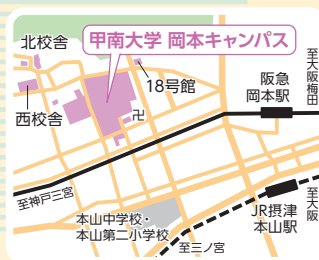 北校舎
甲南大学 岡本キャンパス
18号館
西校舎
卍
阪急
岡本駅
至大阪梅田
至神戸三宮
本山中学校・
本山第二小学校
至三ノ宮
JR摂津
本山駅
至大阪